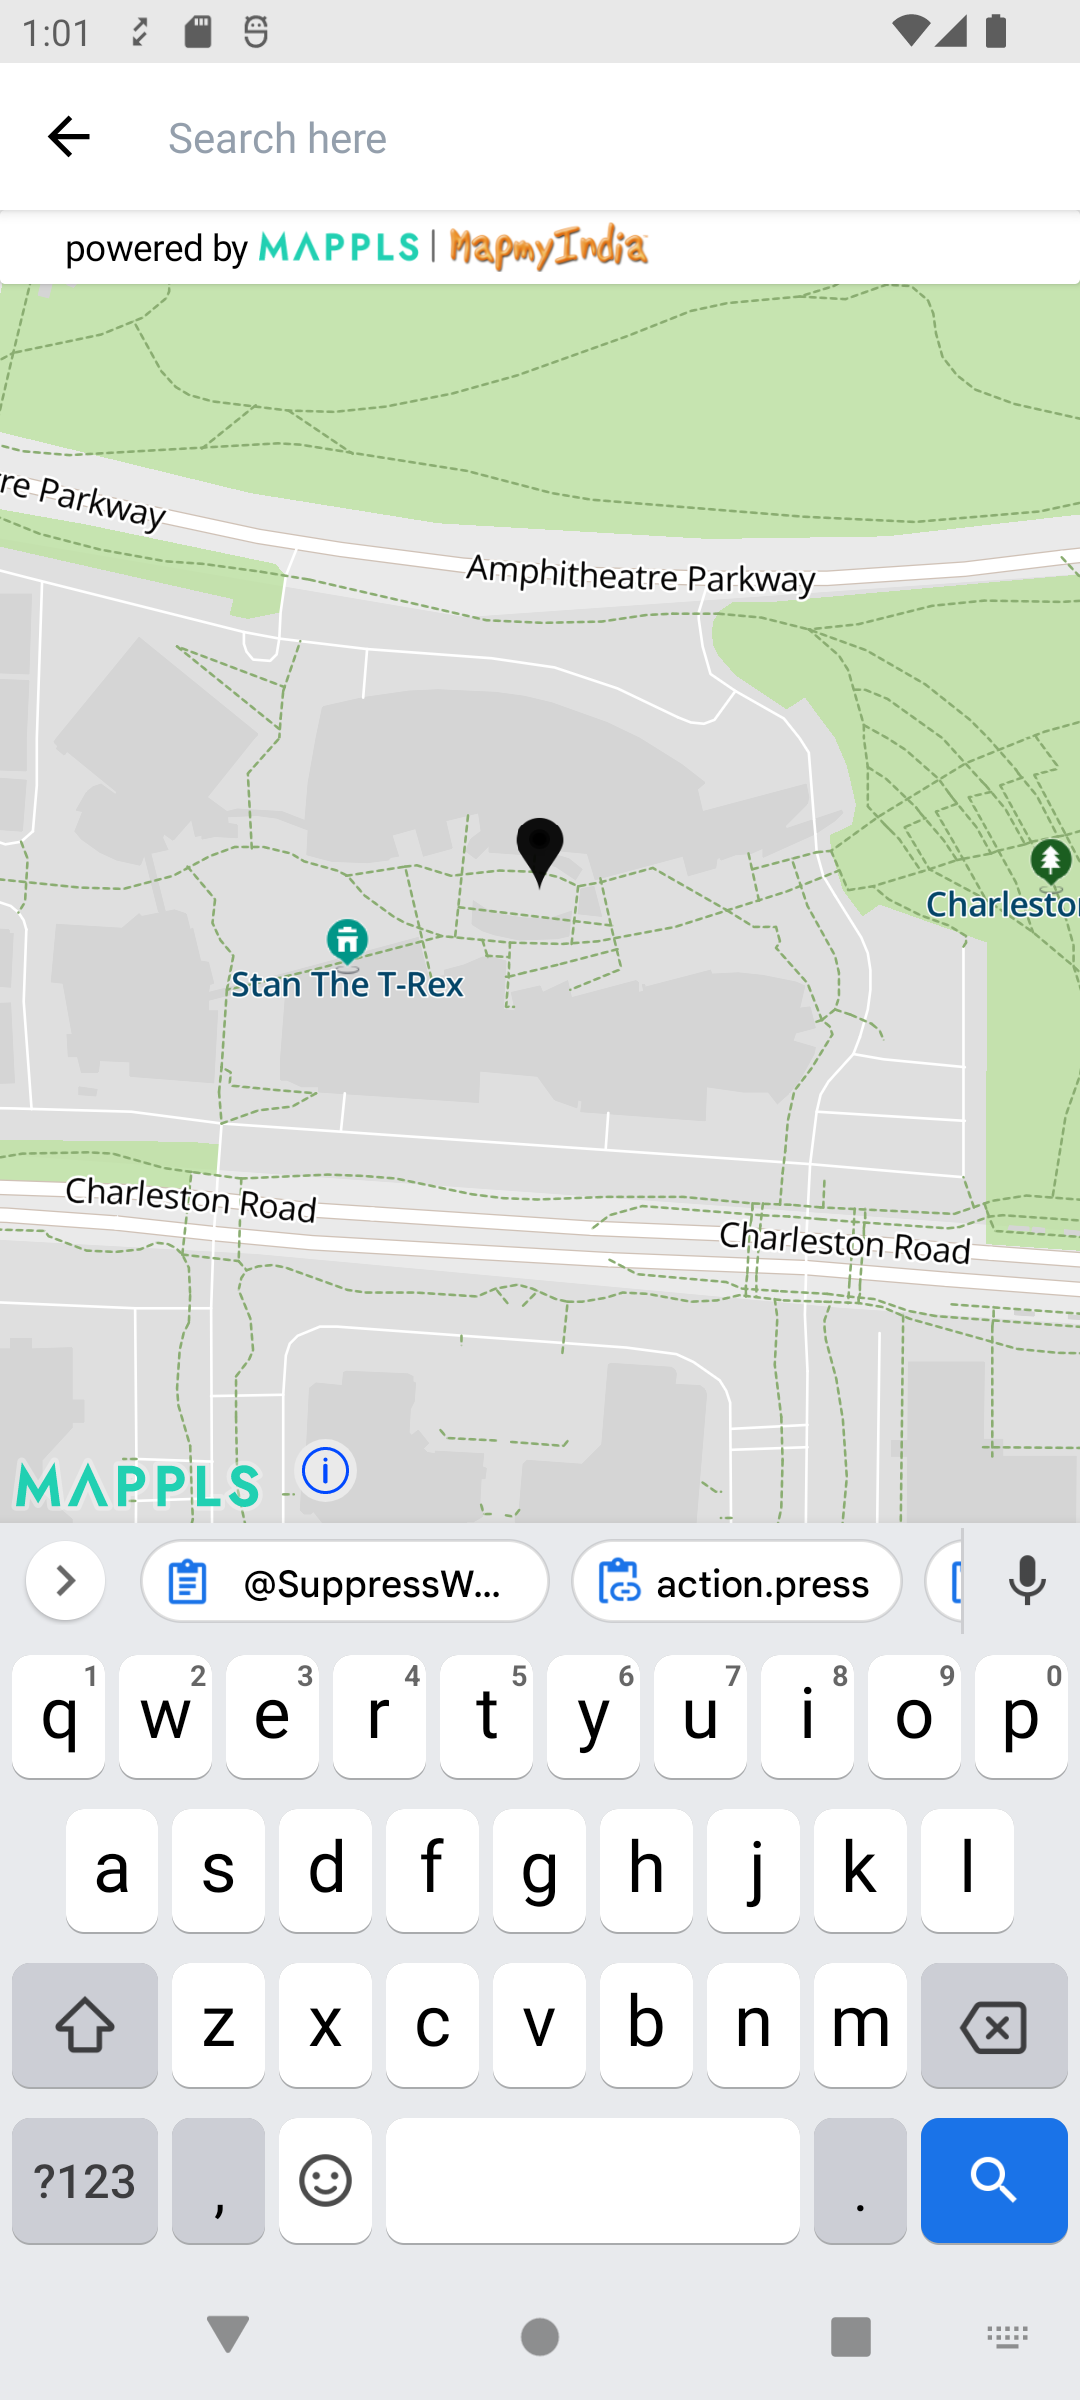 1:01
Search here
powered by MAPPLS | MapmyIndia
re Parkway
Amphitheatre Parkway
Charlesto
Stan The T-Rex
Charleston Road
Charleston Road
MAPPLS
@SuppressW... action.press
1 2 3 4 5 6 7 8 9 0
q w e r t y u i o p
a s d f g h j k l
z x c v b n m
?123 , .